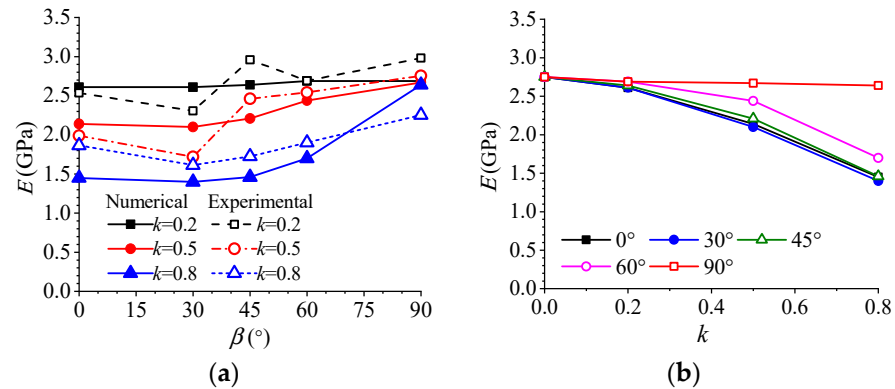 3.5
3.0
2.5
2.0
1.5
1.0
0.5
0.0
E (GPa)
Numerical Experimental
k=0.2 k=0.2
k=0.5 k=0.5
k=0.8 k=0.8
0 15 30 45 60 75 90
β(°)
(a)
3.5
3.0
2.5
2.0
1.5
1.0
0.5
0.0
E (GPa)
0° 30° 45°
60° 90°
0.0 0.2 0.4 0.6 0.8
k
(b)